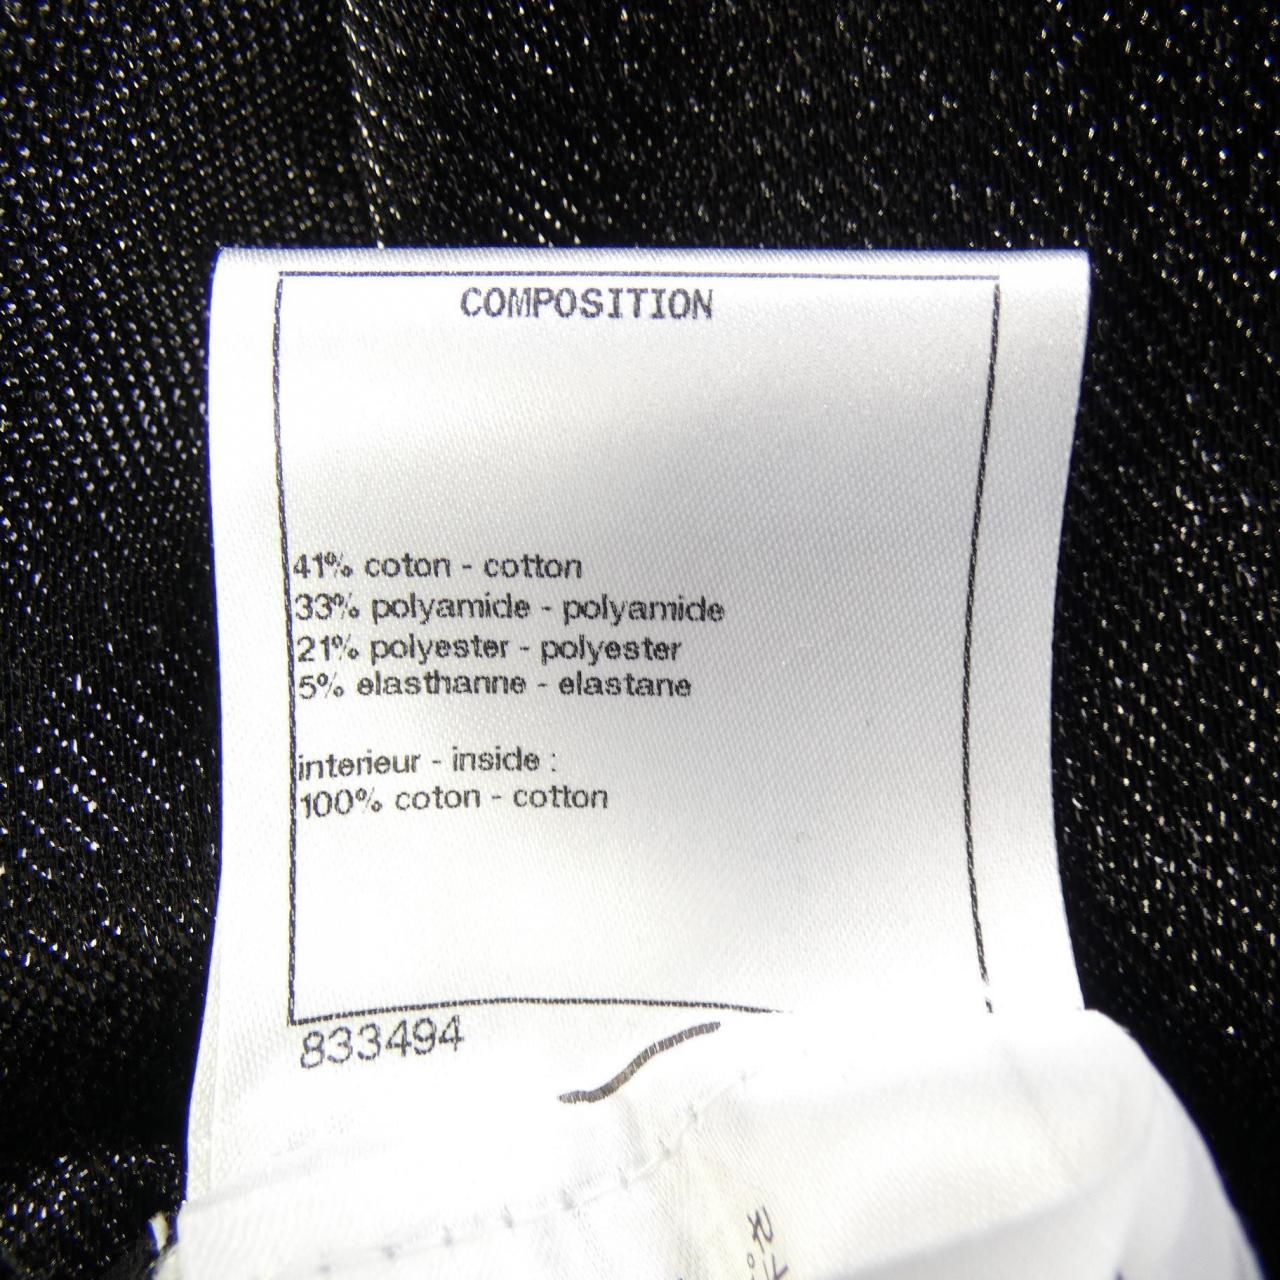 COMPOSITION
41% coton - cotton
33% polyamide - polyamide
21% polyester - polyester
5% elasthanne - elastane
interieur - inside :
100% coton - cotton
833494